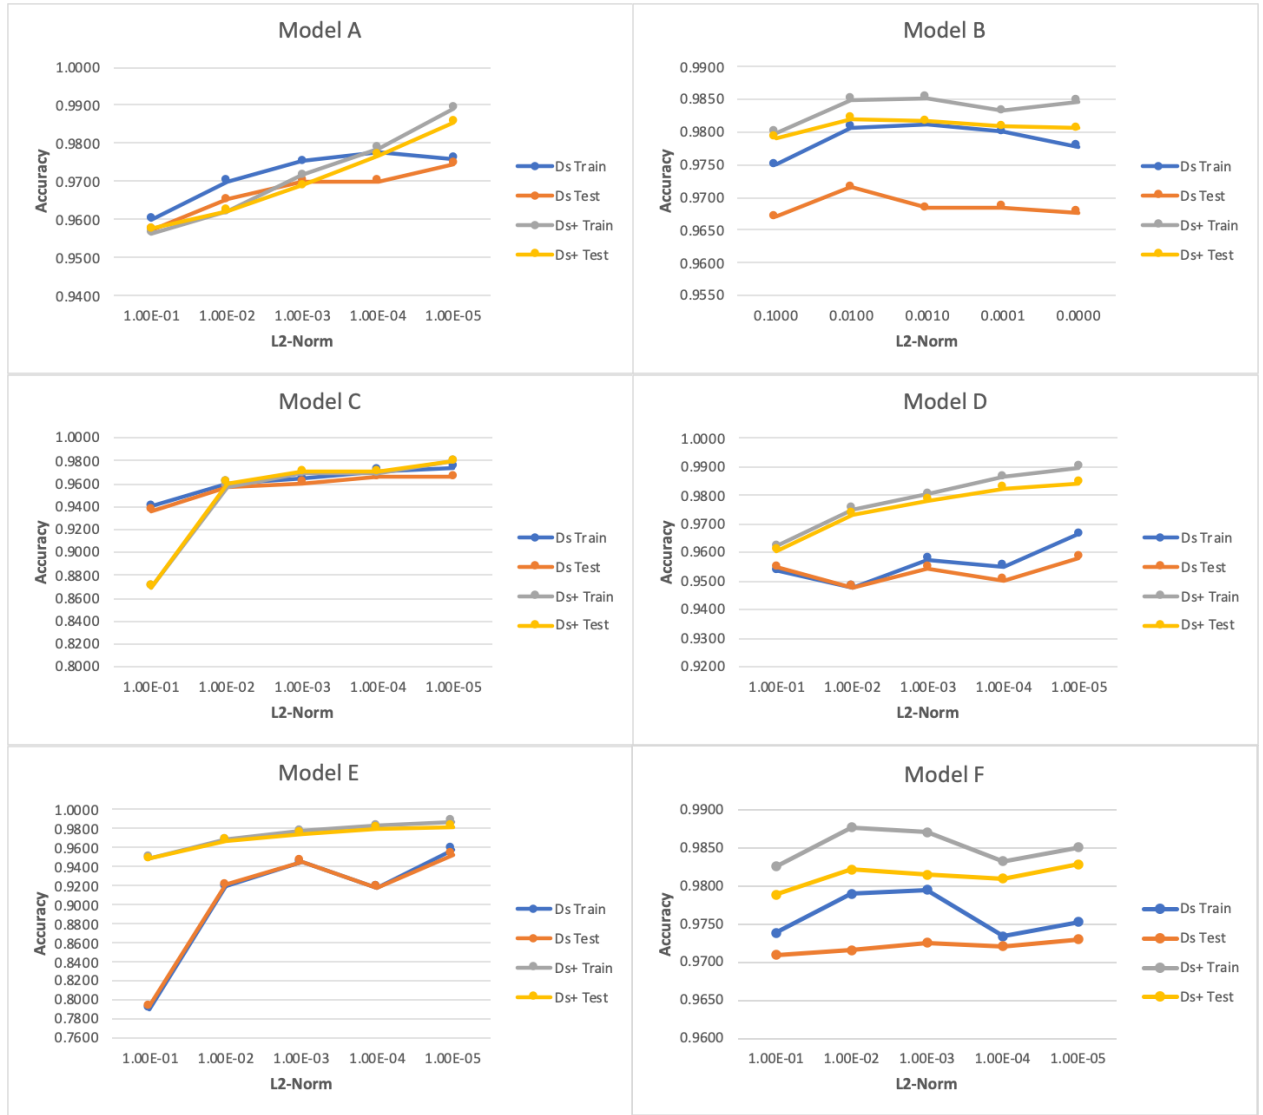 Model A
1.0000
0.9900
0.9800
0.9700
0.9600
0.9500
0.9400
Accuracy
1.00E-01 1.00E-02 1.00E-03 1.00E-04 1.00E-05
L2-Norm
Ds Train
Ds Test
Ds+ Train
Ds+ Test
Model B
0.9900
0.9850
0.9800
0.9750
0.9700
0.9650
0.9600
0.9550
Accuracy
0.1000 0.0100 0.0010 0.0001 0.0000
L2-Norm
Ds Train
Ds Test
Ds+ Train
Ds+ Test
Model C
1.0000
0.9800
0.9600
0.9400
0.9200
0.9000
0.8800
0.8600
0.8400
0.8200
0.8000
Accuracy
1.00E-01 1.00E-02 1.00E-03 1.00E-04 1.00E-05
L2-Norm
Ds Train
Ds Test
Ds+ Train
Ds+ Test
Model D
1.0000
0.9900
0.9800
0.9700
0.9600
0.9500
0.9400
0.9300
0.9200
Accuracy
1.00E-01 1.00E-02 1.00E-03 1.00E-04 1.00E-05
L2-Norm
Ds Train
Ds Test
Ds+ Train
Ds+ Test
Model E
1.0000
0.9800
0.9600
0.9400
0.9200
0.9000
0.8800
0.8600
0.8400
0.8200
0.8000
0.7800
0.7600
Accuracy
1.00E-01 1.00E-02 1.00E-03 1.00E-04 1.00E-05
L2-Norm
Ds Train
Ds Test
Ds+ Train
Ds+ Test
Model F
0.9900
0.9850
0.9800
0.9750
0.9700
0.9650
0.9600
Accuracy
1.00E-01 1.00E-02 1.00E-03 1.00E-04 1.00E-05
L2-Norm
Ds Train
Ds Test
Ds+ Train
Ds+ Test